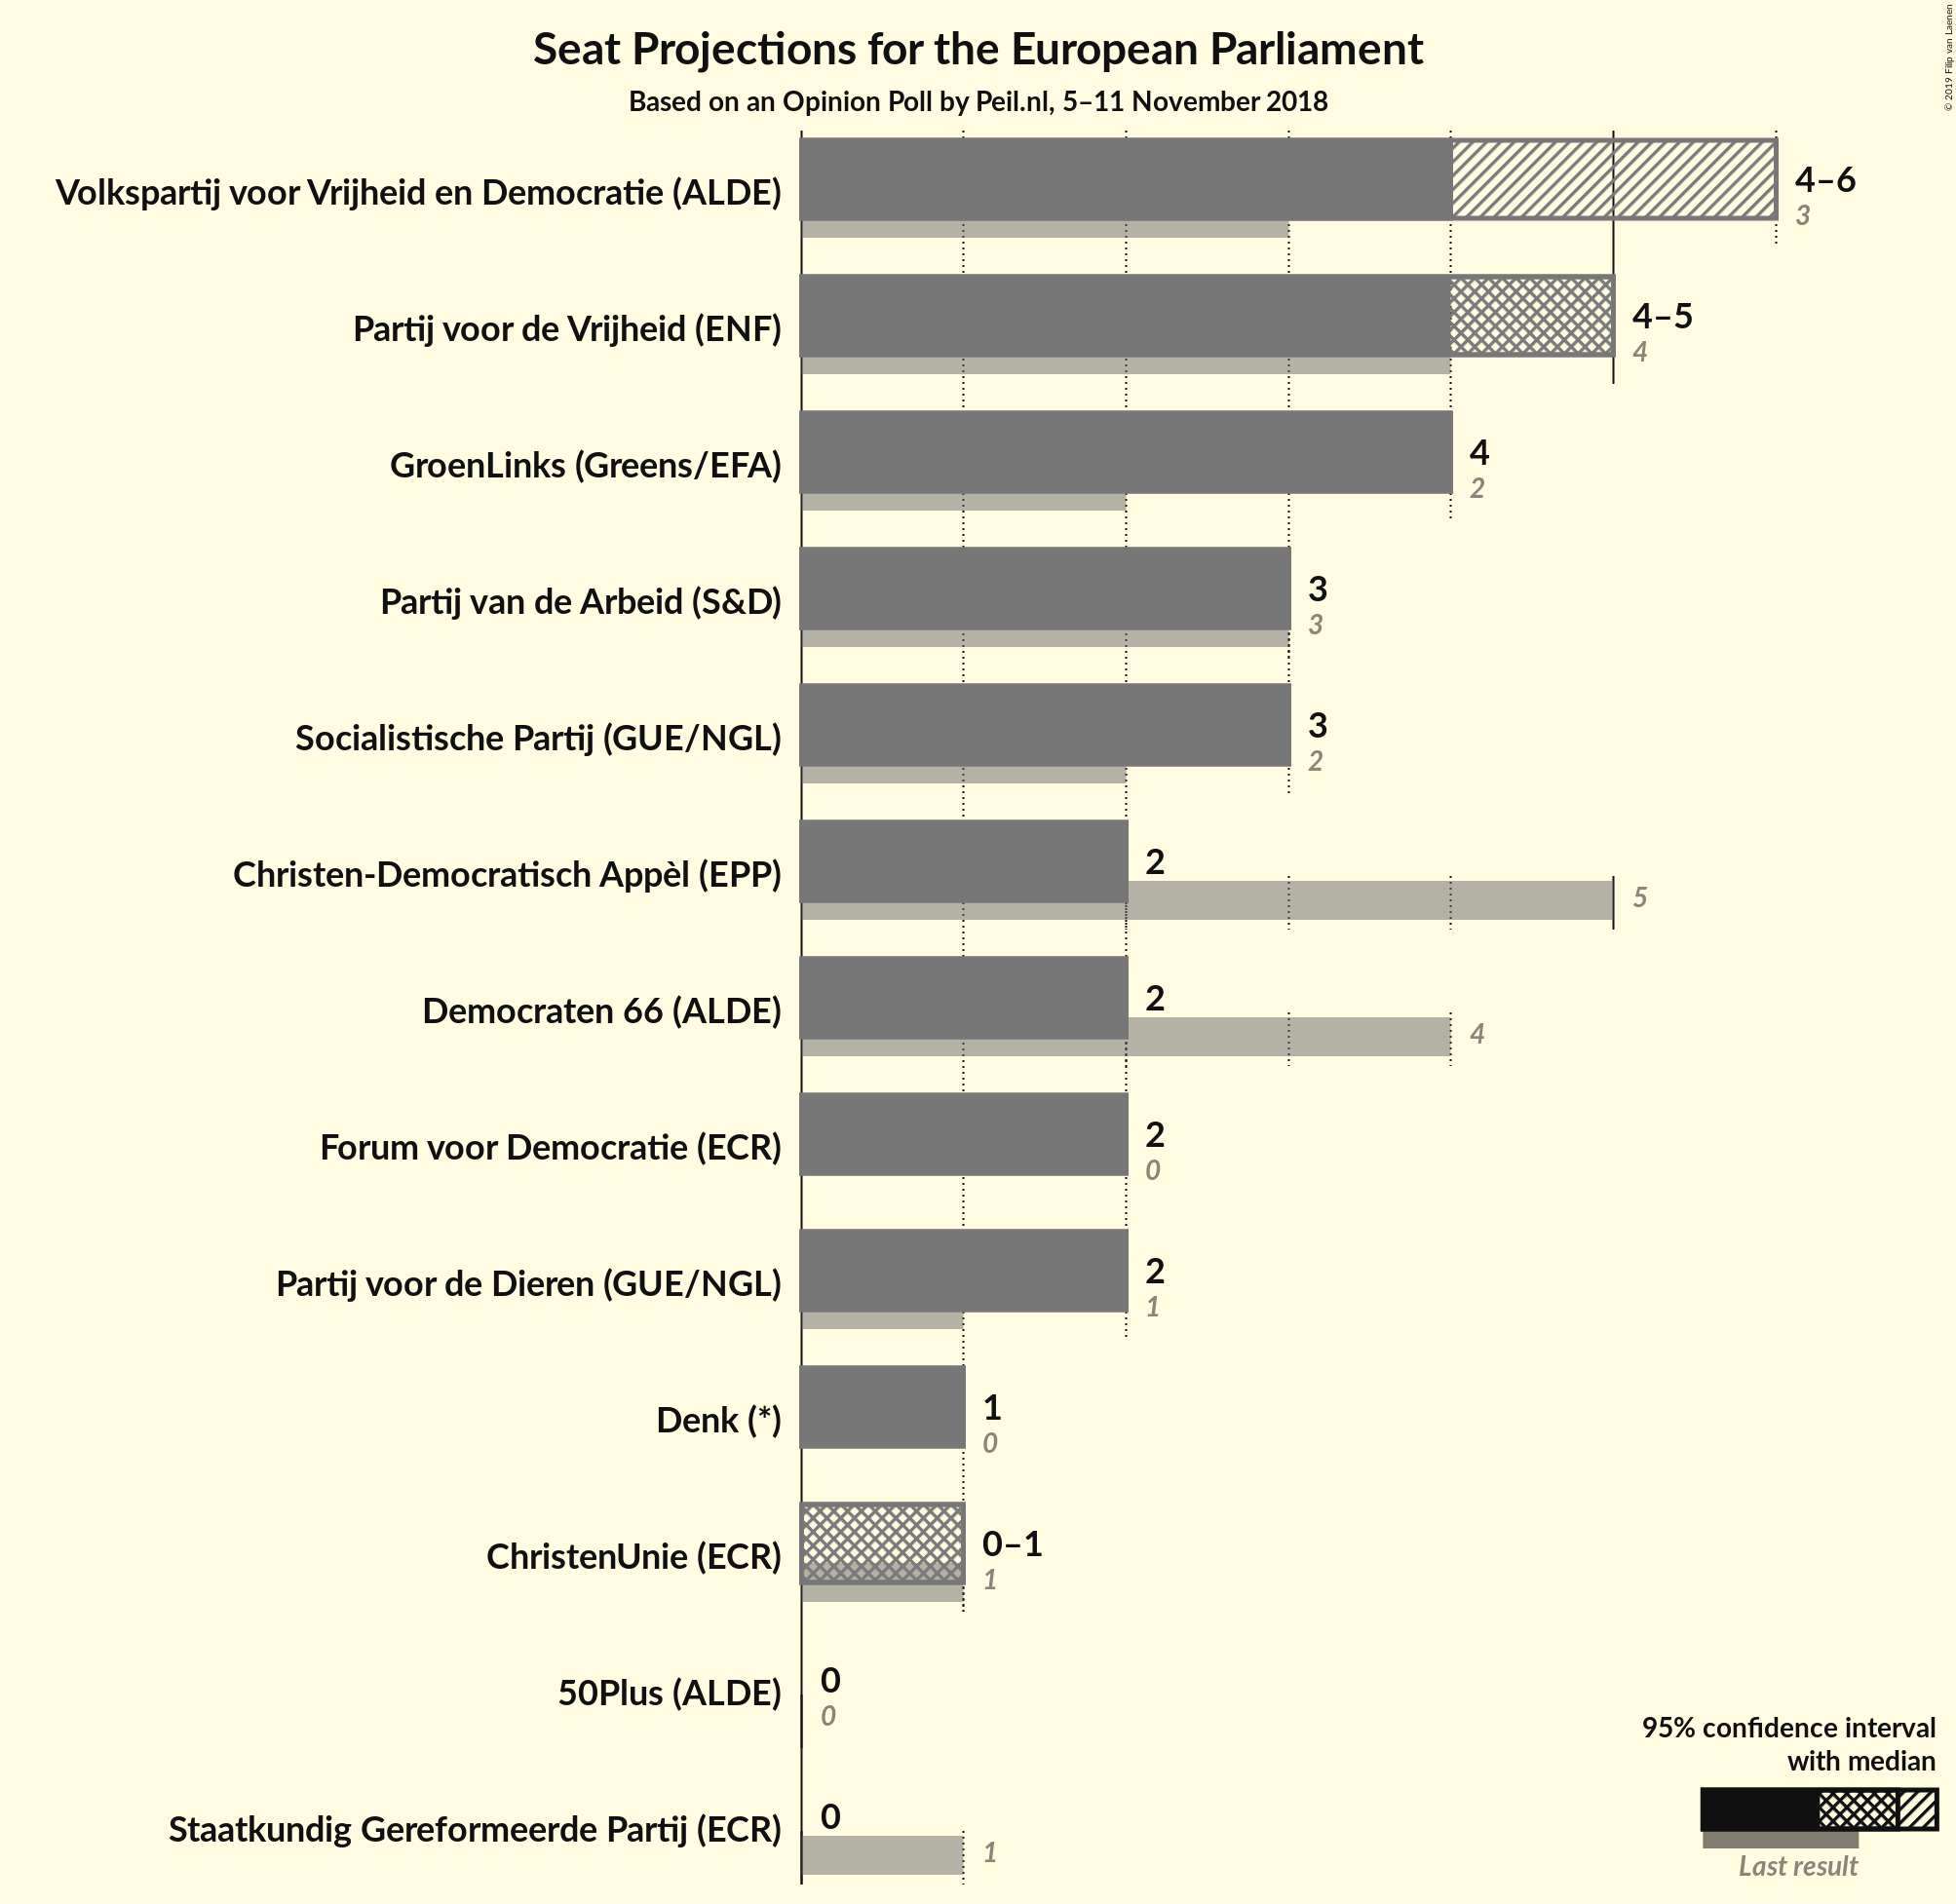 Seat Projections for the European Parliament
Based on an Opinion Poll by Peil.nl, 5–11 November 2018
© 2019 Filip van Laenen
Volkspartij voor Vrijheid en Democratie (ALDE)
4–6
3
Partij voor de Vrijheid (ENF)
4–5
4
GroenLinks (Greens/EFA)
4
2
Partij van de Arbeid (S&D)
3
3
Socialistische Partij (GUE/NGL)
3
2
Christen-Democratisch Appèl (EPP)
2
5
Democraten 66 (ALDE)
2
4
Forum voor Democratie (ECR)
2
0
Partij voor de Dieren (GUE/NGL)
2
1
Denk (*)
1
0
ChristenUnie (ECR)
0–1
1
50Plus (ALDE)
0
0
Staatkundig Gereformeerde Partij (ECR)
0
1
95% confidence interval
with median
Last result